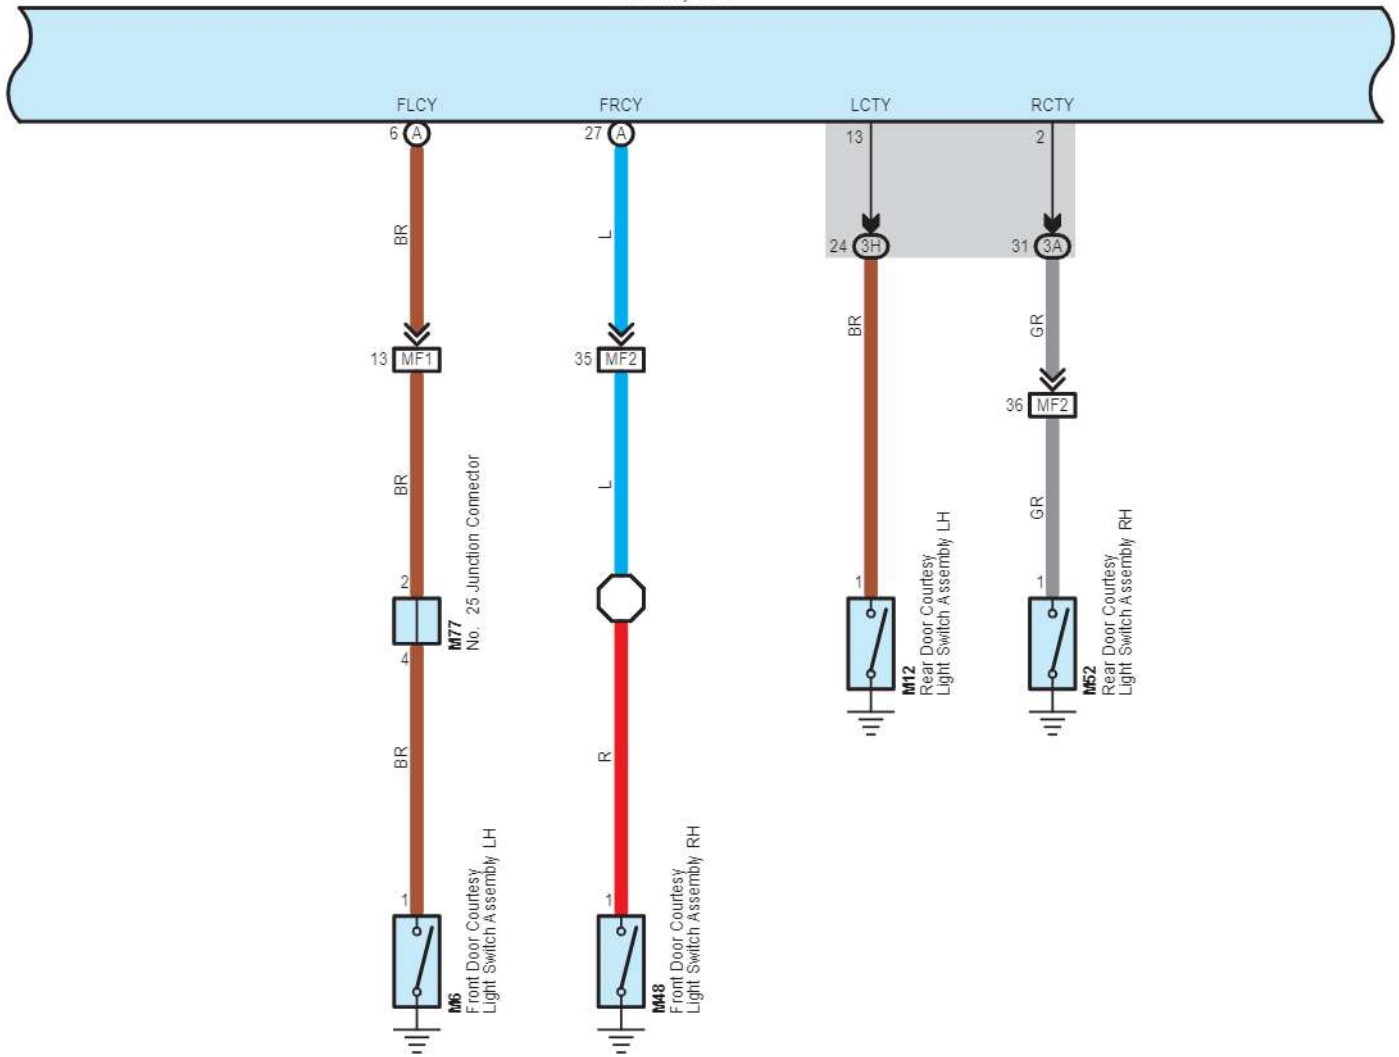 FLCY
FRCY
LCTY
RCTY
6 A
27 A
13
2
24 3H
31 3A
BR
L
BR
GR
13 MF1
35 MF2
36 MF2
BR
L
GR
2
4
M77
No. 25 Junction Connector
1
M12
Rear Door Courtesy
Light Switch Assembly LH
1
M52
Rear Door Courtesy
Light Switch Assembly RH
BR
R
1
M6
Front Door Courtesy
Light Switch Assembly LH
1
M48
Front Door Courtesy
Light Switch Assembly RH